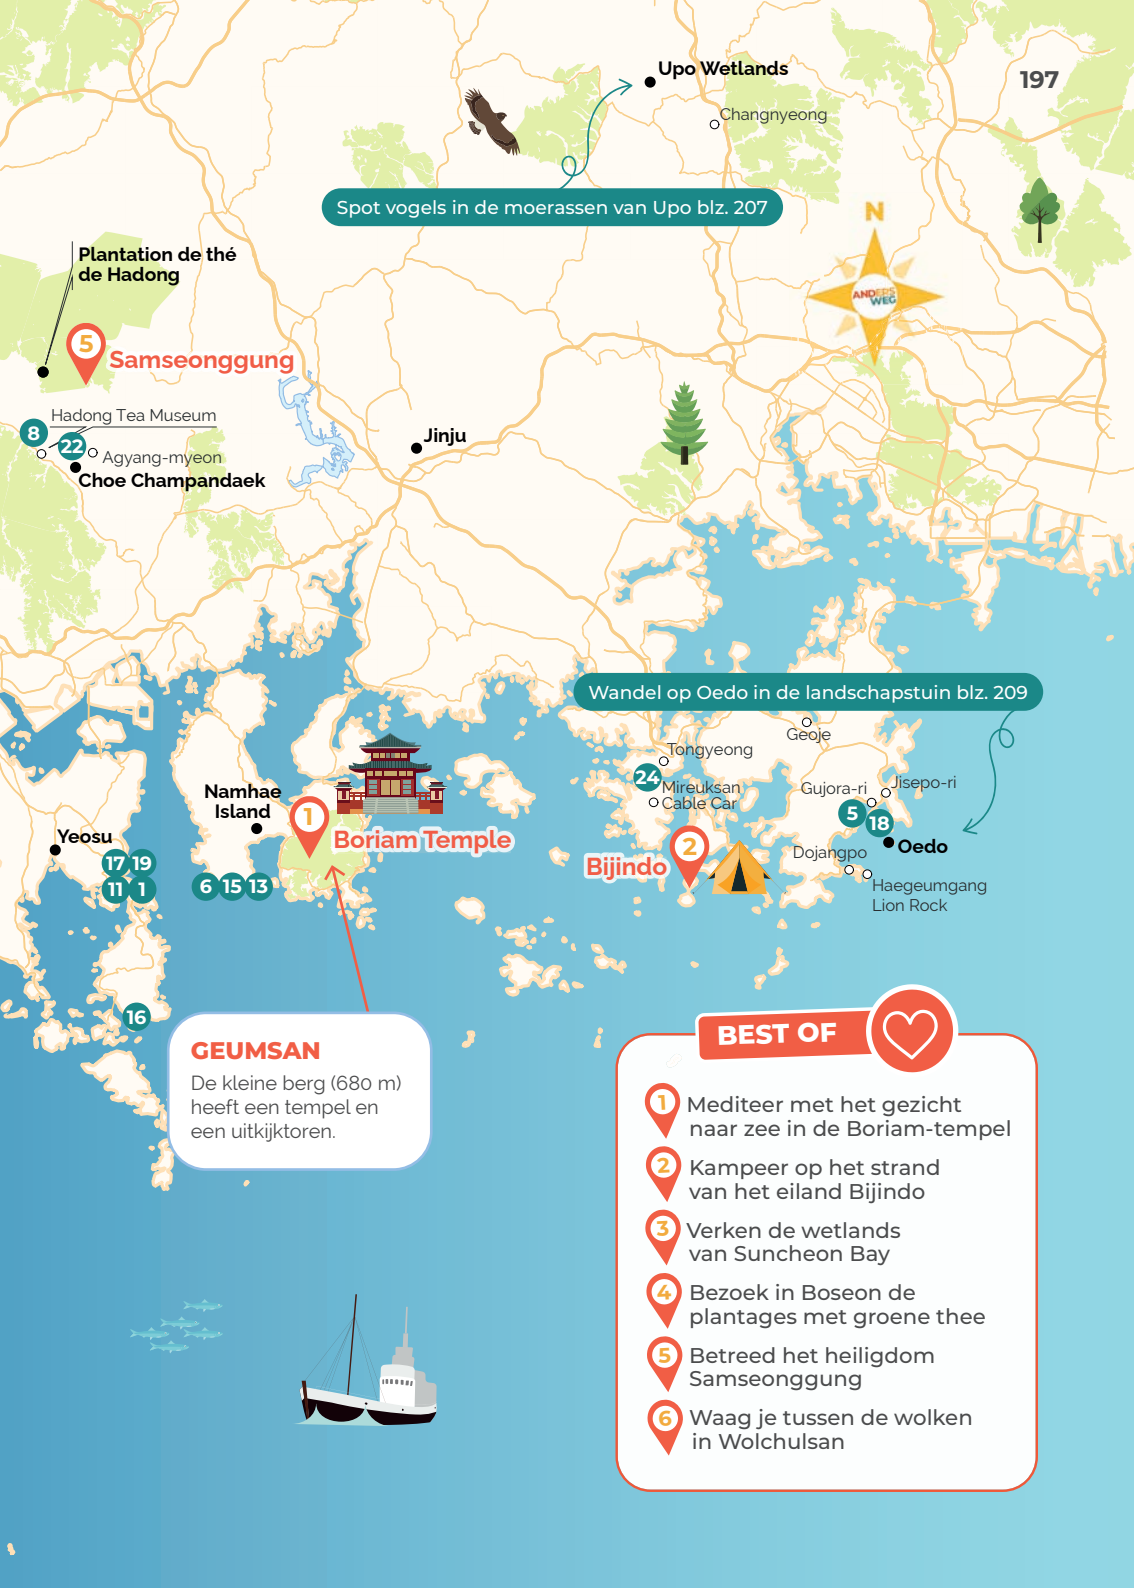 197
Upo Wetlands
Changnyeong
Spot vogels in de moerassen van Upo blz. 207
N
ANDERS
WEG
Plantation de thé
de Hadong
5
Samseonggung
Hadong Tea Museum
8
22
Agyang-myeon
Choe Champandaek
Jinju
Wandel op Oedo in de landschapstuin blz. 209
Geoje
Tongyeong
24
Mireuksan
Cable Car
Gujora-ri
Jisepo-ri
5
18
Oedo
Dojangpo
Haegeumgang
Lion Rock
2
Bijindo
Namhae
Island
1
Boriam Temple
Yeosu
17 19
11 1
6 15 13
16
GEUMSAN
De kleine berg (680 m)
heeft een tempel en
een uitkijktoren.
BEST OF
1 Mediteer met het gezicht
naar zee in de Boriam-tempel
2 Kampeer op het strand
van het eiland Bijindo
3 Verken de wetlands
van Suncheon Bay
4 Bezoek in Boseon de
plantages met groene thee
5 Betreed het heiligdom
Samseonggung
6 Waag je tussen de wolken
in Wolchulsan